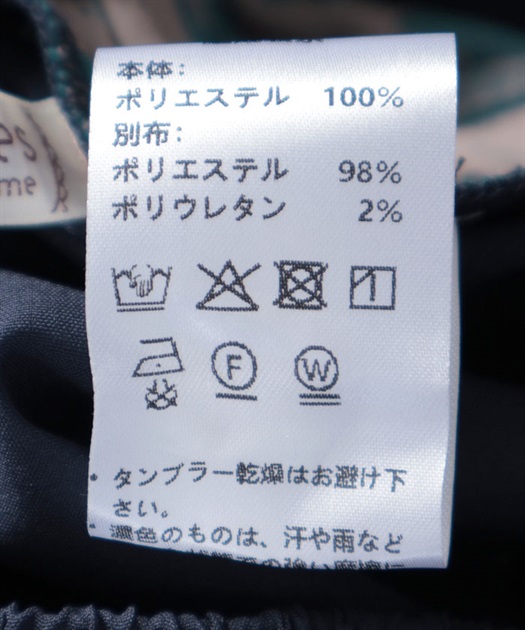 es
me
本体:
ポリエステル 100%
別布:
ポリエステル 98%
ポリウレタン 2%
F W
・タンブラー乾燥はお避け下
さい。
・濃色のものは、汗や雨など